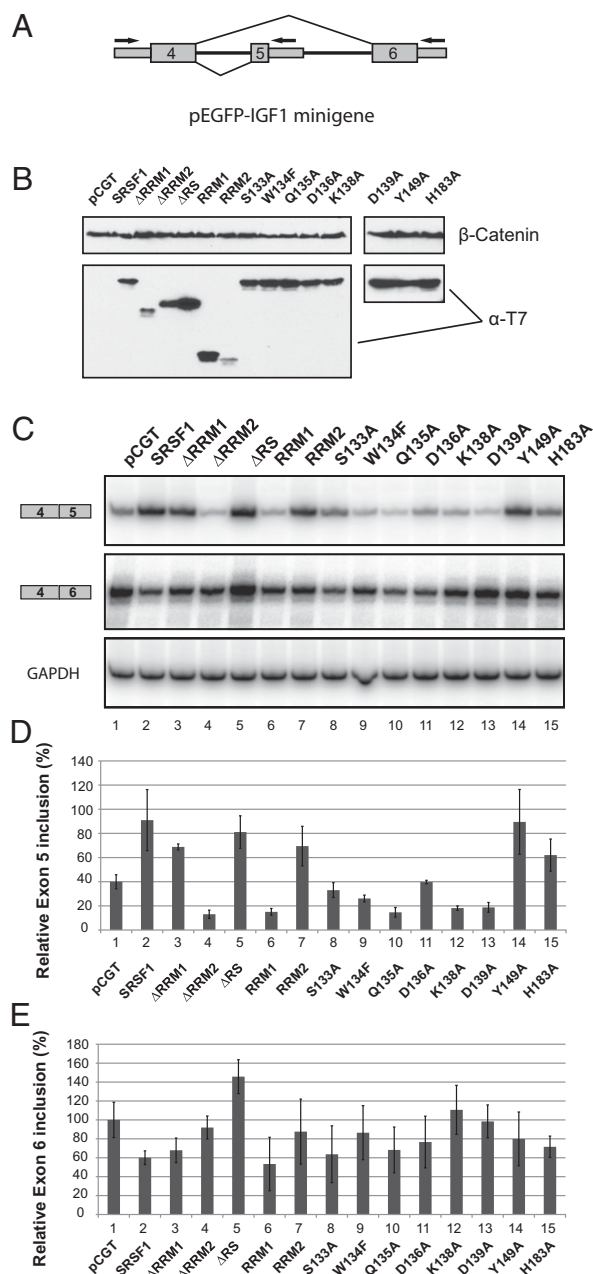 A
4 5 6
pEGFP-IGF1 minigene
B
pCGT SRSF1 ΔRRM1 ΔRRM2 ΔRS RRM1 RRM2 S133A W134F Q135A D136A K138A D139A Y149A H183A
β-Catenin
α-T7
C
pCGT SRSF1 ΔRRM1 ΔRRM2 ΔRS RRM1 RRM2 S133A W134F Q135A D136A K138A D139A Y149A H183A
4 5
4 6
GAPDH
1 2 3 4 5 6 7 8 9 10 11 12 13 14 15
D
Relative Exon 5 inclusion (%)
140
120
100
80
60
40
20
0
1 2 3 4 5 6 7 8 9 10 11 12 13 14 15
pCGT SRSF1 ΔRRM1 ΔRRM2 ΔRS RRM1 RRM2 S133A W134F Q135A D136A K138A D139A Y149A H183A
E
Relative Exon 6 inclusion (%)
180
160
140
120
100
80
60
40
20
0
1 2 3 4 5 6 7 8 9 10 11 12 13 14 15
pCGT SRSF1 ΔRRM1 ΔRRM2 ΔRS RRM1 RRM2 S133A W134F Q135A D136A K138A D139A Y149A H183A